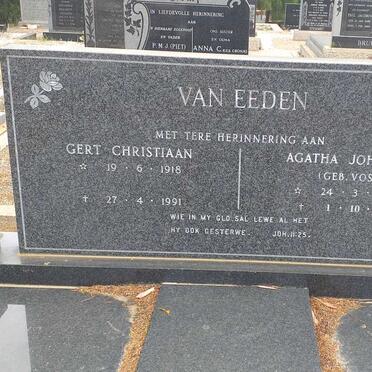 IN LIEFDEVOLLE HERINNERING
AAN
P.M.J. (PIET)
ANNA C.
VAN EEDEN
MET TERE HERINNERING AAN
GERT CHRISTIAAN
☆ 19 · 6 · 1918
✝ 27 · 4 · 1991
AGATHA JOH
(GEB. VOS
☆ 24 · 3 ·
✝ 1 · 10 ·
WIE IN MY GLO, SAL LEWE AL HET
HY OOK GESTERWE. JOH. 11:25.